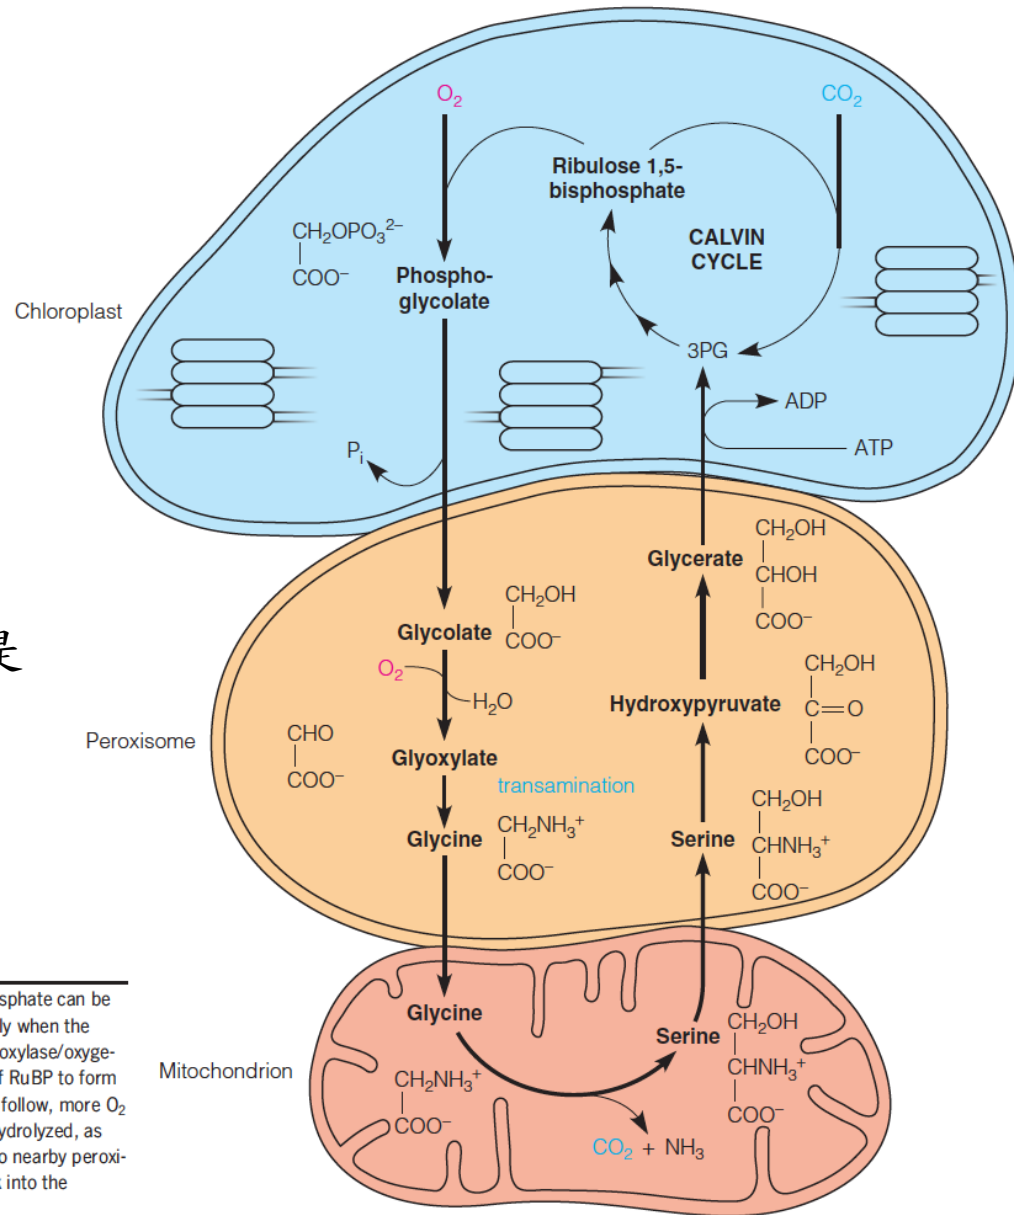 O₂
CO₂
Ribulose 1,5-
bisphosphate
CH₂OPO₃²⁻
COO⁻
CALVIN
CYCLE
Phospho-
glycolate
Chloroplast
3PG
ADP
ATP
Pᵢ
CH₂OH
CHOH
COO⁻
Glycerate
CH₂OH
COO⁻
Glycolate
是
O₂
H₂O
CH₂OH
C=O
COO⁻
Hydroxypyruvate
CHO
COO⁻
Peroxisome
Glyoxylate
transamination
Glycine
CH₂NH₃⁺
COO⁻
Serine
CH₂OH
CHNH₃⁺
COO⁻
sphate can be
ly when the
oxylase/oxyge-
f RuBP to form
follow, more O₂
ydrolyzed, as
o nearby peroxi-
into the
Glycine
Serine
CH₂OH
CHNH₃⁺
COO⁻
Mitochondrion
CH₂NH₃⁺
COO⁻
CO₂ + NH₃